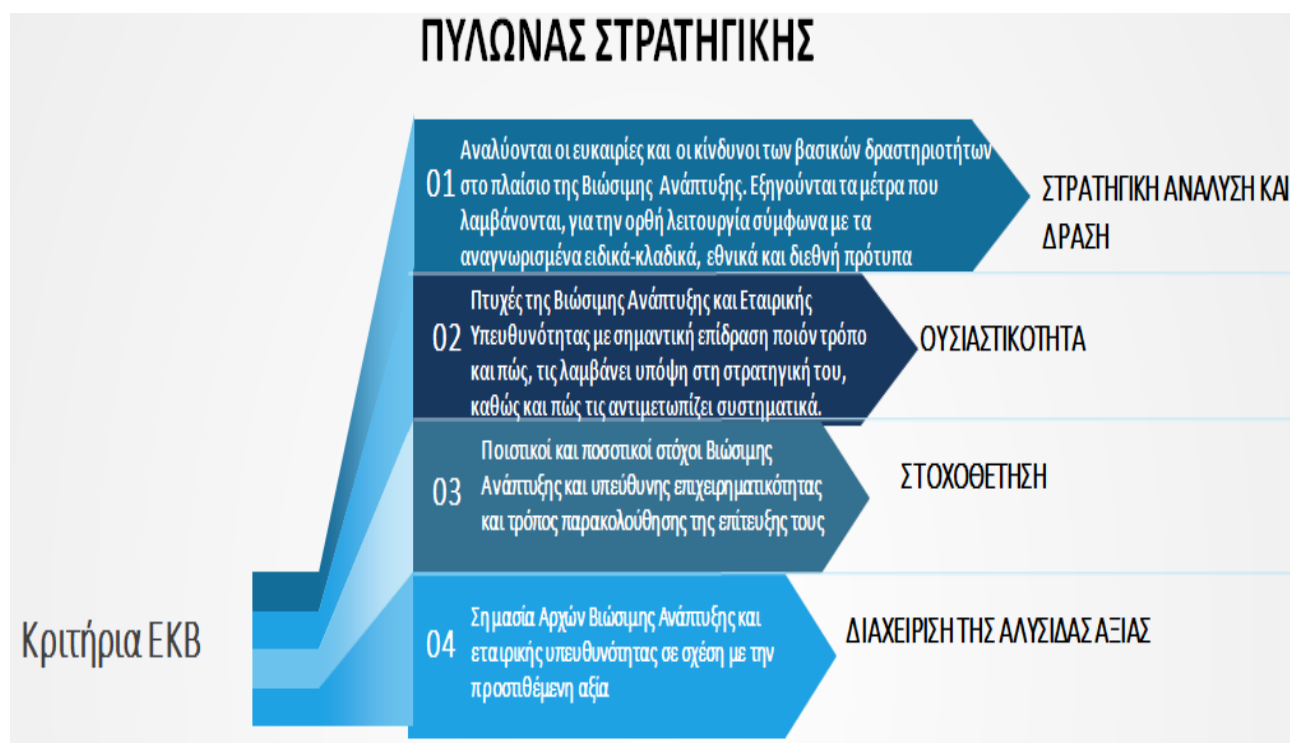 ΠΥΛΩΝΑΣ ΣΤΡΑΤΗΓΙΚΗΣ
01
Αναλύονται οι ευκαιρίες και οι κίνδυνοι των βασικών δραστηριοτήτων
στο πλαίσιο της Βιώσιμης Ανάπτυξης. Εξηγούνται τα μέτρα που
λαμβάνονται, για την ορθή λειτουργία σύμφωνα με τα
αναγνωρισμένα ειδικά-κλαδικά, εθνικά και διεθνή πρότυπα
ΣΤΡΑΤΗΓΙΚΗ ΑΝΑΛΥΣΗ ΚΑΙ
ΔΡΑΣΗ
02
Πτυχές της Βιώσιμης Ανάπτυξης και Εταιρικής
Υπευθυνότητας με σημαντική επίδραση ποιόν τρόπο
και πώς, τις λαμβάνει υπόψη στη στρατηγική του,
καθώς και πώς τις αντιμετωπίζει συστηματικά.
ΟΥΣΙΑΣΤΙΚΟΤΗΤΑ
03
Ποιοτικοί και ποσοτικοί στόχοι Βιώσιμης
Ανάπτυξης και υπεύθυνης επιχειρηματικότητας
και τρόπος παρακολούθησης της επίτευξης τους
ΣΤΟΧΟΘΕΤΗΣΗ
Κριτήρια ΕΚΒ
04
Σημασία Αρχών Βιώσιμης Ανάπτυξης και
εταιρικής υπευθυνότητας σε σχέση με την
προστιθέμενη αξία
ΔΙΑΧΕΙΡΙΣΗ ΤΗΣ ΑΛΥΣΙΔΑΣ ΑΞΙΑΣ